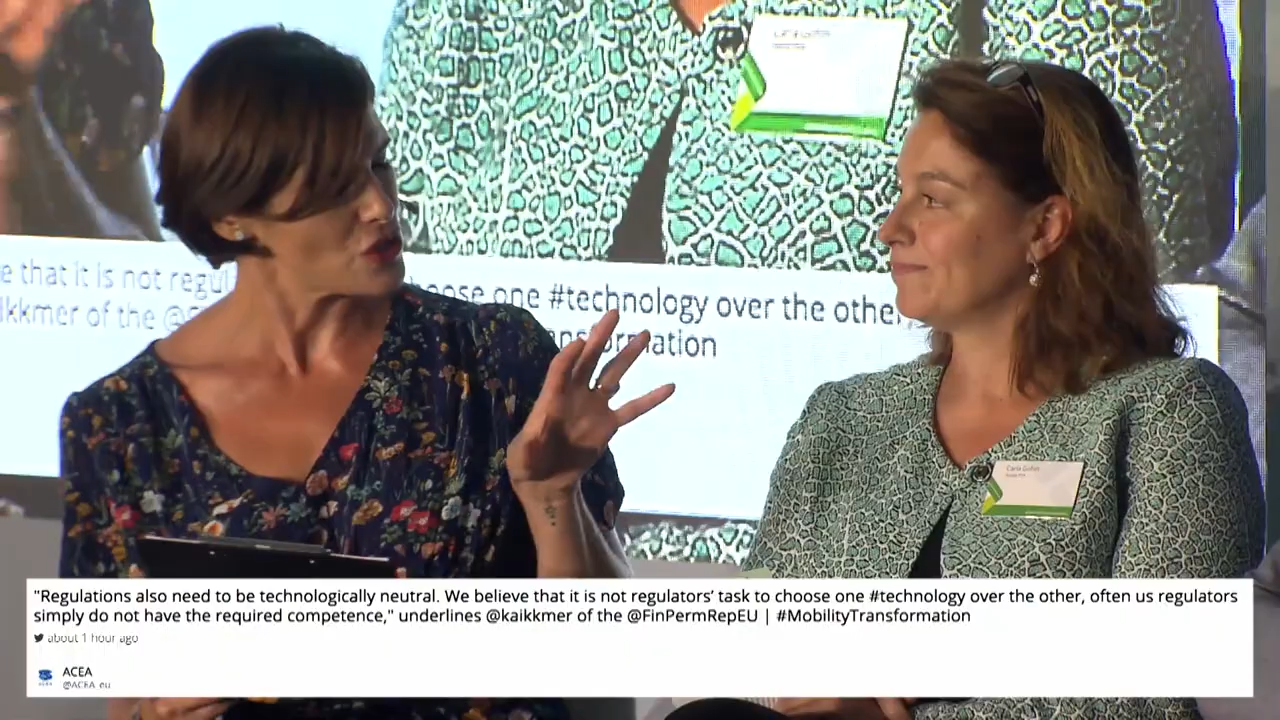 e that it is not regul
hoose one #technology over the other,
ikkmer of the @
ansformation
Carla
"Regulations also need to be technologically neutral. We believe that it is not regulators' task to choose one #technology over the other, often us regulators
simply do not have the required competence," underlines @kaikkmer of the @FinPermRepEU | #MobilityTransformation
about 1 hour ago
ACEA
@ACEA_eu